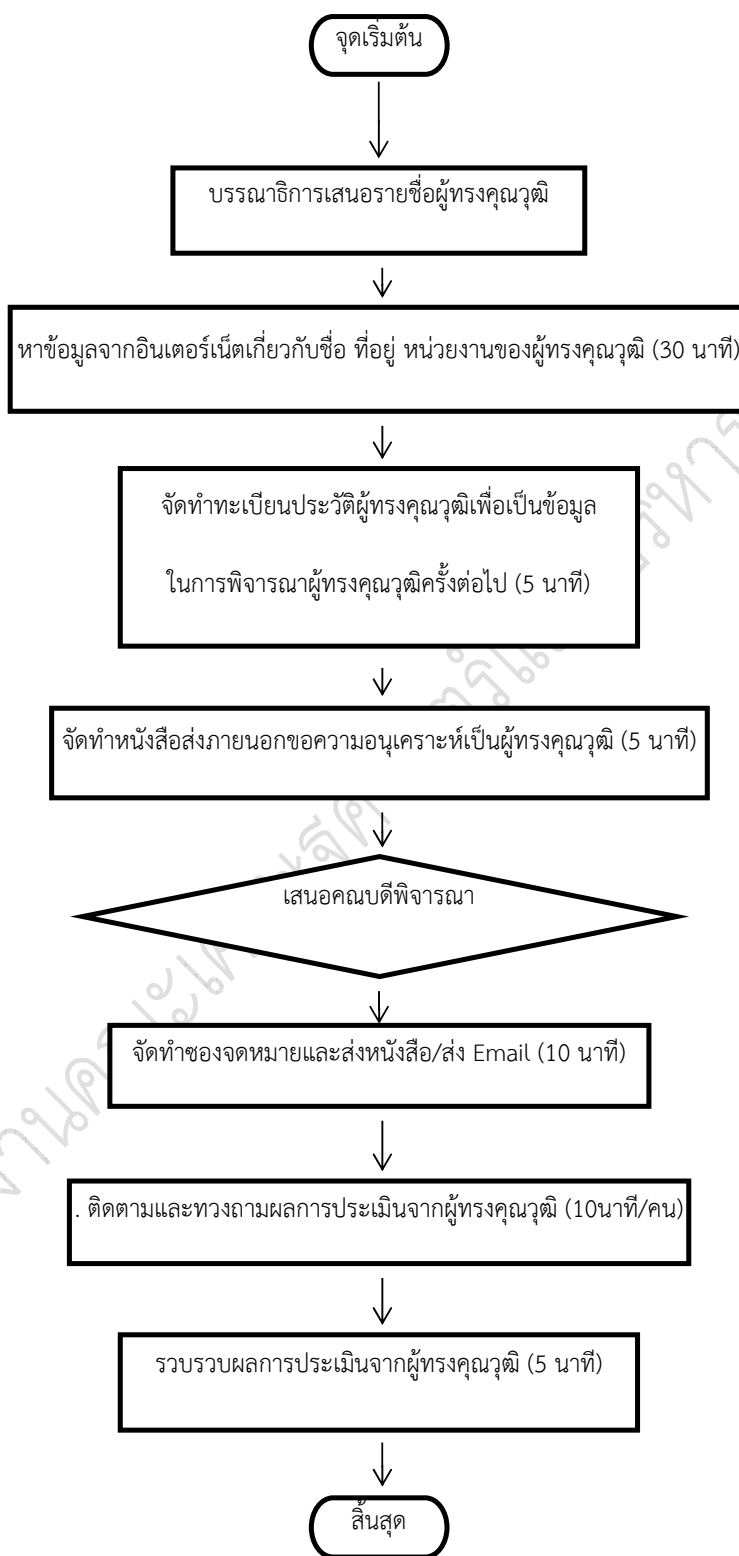 จุดเริ่มต้น
บรรณาธิการเสนอรายชื่อผู้ทรงคุณวุฒิ
หาข้อมูลจากอินเตอร์เน็ตเกี่ยวกับชื่อ ที่อยู่ หน่วยงานของผู้ทรงคุณวุฒิ (30 นาที)
จัดทำทะเบียนประวัติผู้ทรงคุณวุฒิเพื่อเป็นข้อมูล
ในการพิจารณาผู้ทรงคุณวุฒิครั้งต่อไป (5 นาที)
จัดทำหนังสือส่งภายนอกขอความอนุเคราะห์เป็นผู้ทรงคุณวุฒิ (5 นาที)
เสนอคณบดีพิจารณา
จัดทำซองจดหมายและส่งหนังสือ/ส่ง Email (10 นาที)
. ติดตามและทวงถามผลการประเมินจากผู้ทรงคุณวุฒิ (10นาที/คน)
รวบรวบผลการประเมินจากผู้ทรงคุณวุฒิ (5 นาที)
สิ้นสุด